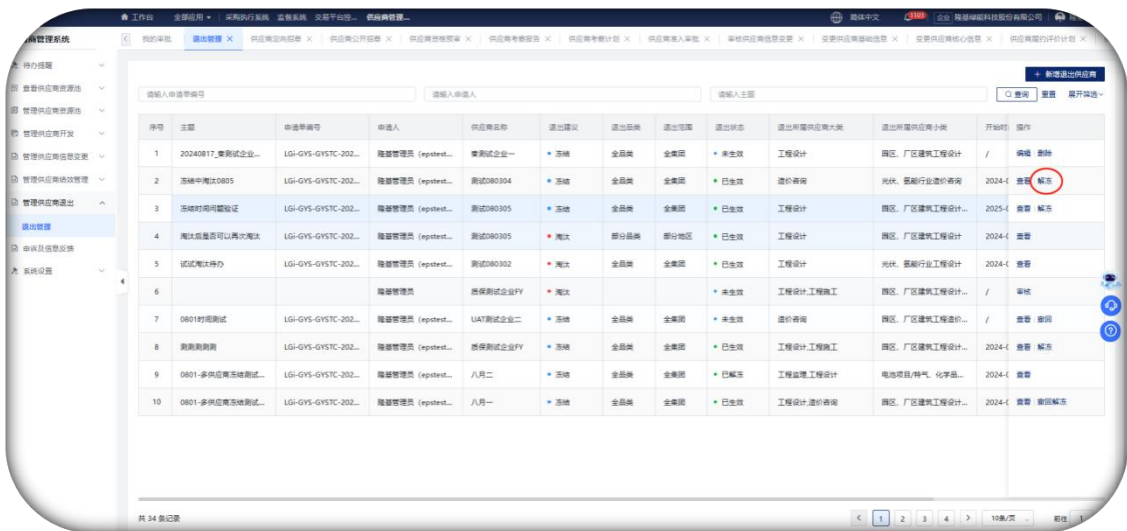 工作台 全部应用 采购执行系统 监督系统 交易平台控... 供应商管理... 简体中文 1103 企业 隆基绿能科技股份有限公司
商管理系统 我的审批 退出管理 × 供应商定向招募 × 供应商公开招募 × 供应商资格预审 × 供应商考察报告 × 供应商考察计划 × 供应商准入审批 × 审核供应商信息变更 × 变更供应商基础信息 × 变更供应商核心信息 × 供应商履约评价计划 ×
待办提醒
查看供应商资源池
管理供应商资源池
管理供应商开发
管理供应商信息变更
管理供应商绩效管理
管理供应商退出
退出管理
申诉及信息反馈
系统设置
+ 新增退出供应商
请输入申请单编号 请输入申请人 请输入主题 查询 重置 展开筛选
序号 主题 申请单编号 申请人 供应商名称 退出建议 退出品类 退出范围 退出状态 退出所属供应商大类 退出所属供应商小类 开始时 操作
1 20240817_秦测试企业... LGi-GYS-GYSTC-202... 隆基管理员 (epstest... 秦测试企业一 冻结 全品类 全集团 未生效 工程设计 园区、厂区建筑工程设计 / 编辑 删除
2 冻结中淘汰0805 LGi-GYS-GYSTC-202... 隆基管理员 (epstest... 测试080304 冻结 全品类 全集团 已生效 造价咨询 光伏、氢能行业造价咨询 2024-0 查看 解冻
3 冻结时间问题验证 LGi-GYS-GYSTC-202... 隆基管理员 (epstest... 测试080305 冻结 全品类 全集团 已生效 工程设计 园区、厂区建筑工程设计... 2025-0 查看 解冻
4 淘汰后是否可以再次淘汰 LGi-GYS-GYSTC-202... 隆基管理员 (epstest... 测试080305 淘汰 部分品类 部分地区 已生效 工程设计 园区、厂区建筑工程设计 2024-0 查看
5 试试淘汰待办 LGi-GYS-GYSTC-202... 隆基管理员 (epstest... 测试080302 淘汰 全品类 全集团 已生效 工程设计 光伏、氢能行业工程设计 2024-0 查看
6 隆基管理员 质保测试企业FY 淘汰 未生效 工程设计,工程施工 园区、厂区建筑工程设计... / 审核
7 0801时间测试 LGi-GYS-GYSTC-202... 隆基管理员 (epstest... UAT测试企业二 冻结 全品类 全集团 未生效 造价咨询 园区、厂区建筑工程造价... / 查看 撤回
8 测测测测测 LGi-GYS-GYSTC-202... 隆基管理员 (epstest... 质保测试企业FY 冻结 全品类 全集团 已生效 工程设计,工程施工 园区、厂区建筑工程设计... 2024-0 查看 解冻
9 0801-多供应商冻结测试... LGi-GYS-GYSTC-202... 隆基管理员 (epstest... 八月二 冻结 全品类 全集团 已解冻 工程监理,工程设计 电池项目/特气、化学品... 2024-0 查看
10 0801-多供应商冻结测试... LGi-GYS-GYSTC-202... 隆基管理员 (epstest... 八月一 冻结 全品类 全集团 已生效 工程设计,造价咨询 园区、厂区建筑工程设计... 2024-0 查看 撤回解冻
共 34 条记录 < 1 2 3 4 > 10条/页 前往 1